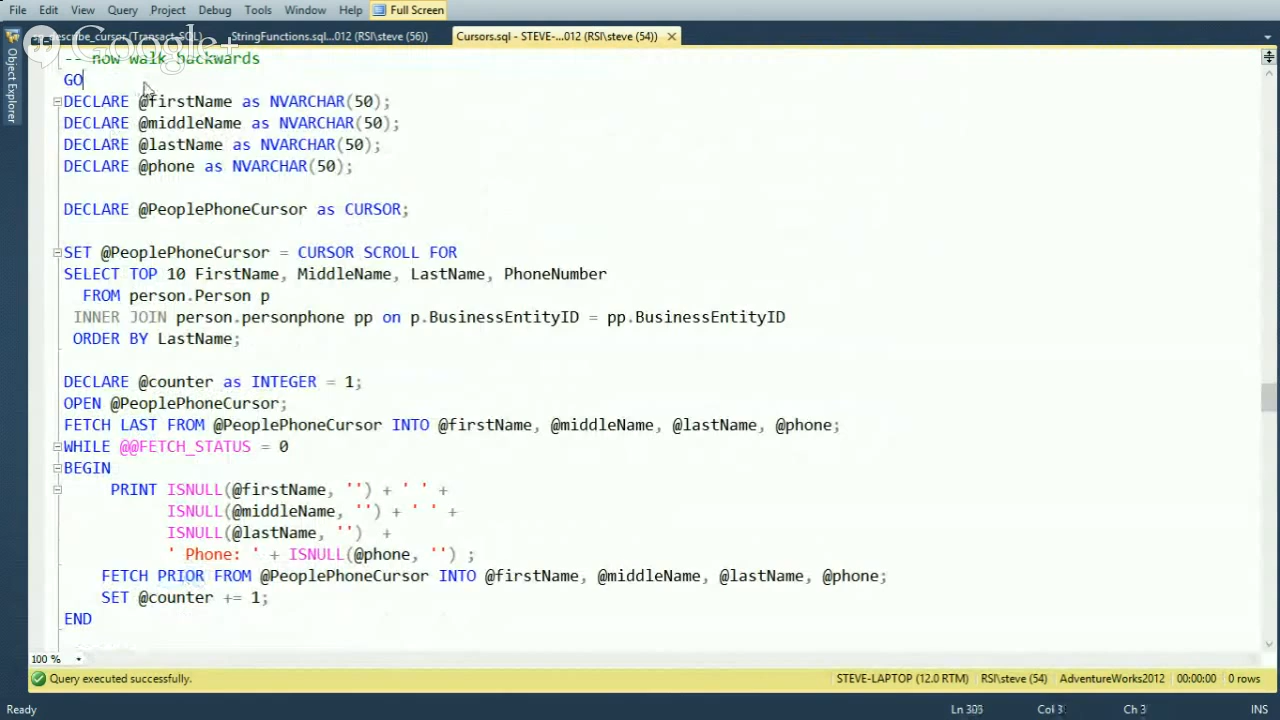 File Edit View Query Project Debug Tools Window Help Full Screen
sp_describe_cursor (Transact-SQL) StringFunctions.sql...012 (RSI\steve (56)) Cursors.sql - STEVE-...012 (RSI\steve (54))
Google+
Object Explorer
-- now walk backwards
GO
DECLARE @firstName as NVARCHAR(50);
DECLARE @middleName as NVARCHAR(50);
DECLARE @lastName as NVARCHAR(50);
DECLARE @phone as NVARCHAR(50);
DECLARE @PeoplePhoneCursor as CURSOR;
SET @PeoplePhoneCursor = CURSOR SCROLL FOR
SELECT TOP 10 FirstName, MiddleName, LastName, PhoneNumber
FROM person.Person p
INNER JOIN person.personphone pp on p.BusinessEntityID = pp.BusinessEntityID
ORDER BY LastName;
DECLARE @counter as INTEGER = 1;
OPEN @PeoplePhoneCursor;
FETCH LAST FROM @PeoplePhoneCursor INTO @firstName, @middleName, @lastName, @phone;
WHILE @@FETCH_STATUS = 0
BEGIN
PRINT ISNULL(@firstName, '') + ' ' +
ISNULL(@middleName, '') + ' ' +
ISNULL(@lastName, '') +
' Phone: ' + ISNULL(@phone, '') ;
FETCH PRIOR FROM @PeoplePhoneCursor INTO @firstName, @middleName, @lastName, @phone;
SET @counter += 1;
END
100 %
Query executed successfully. STEVE-LAPTOP (12.0 RTM) RSI\steve (54) AdventureWorks2012 00:00:00 0 rows
Ready Ln 303 Col 3 Ch 3 INS